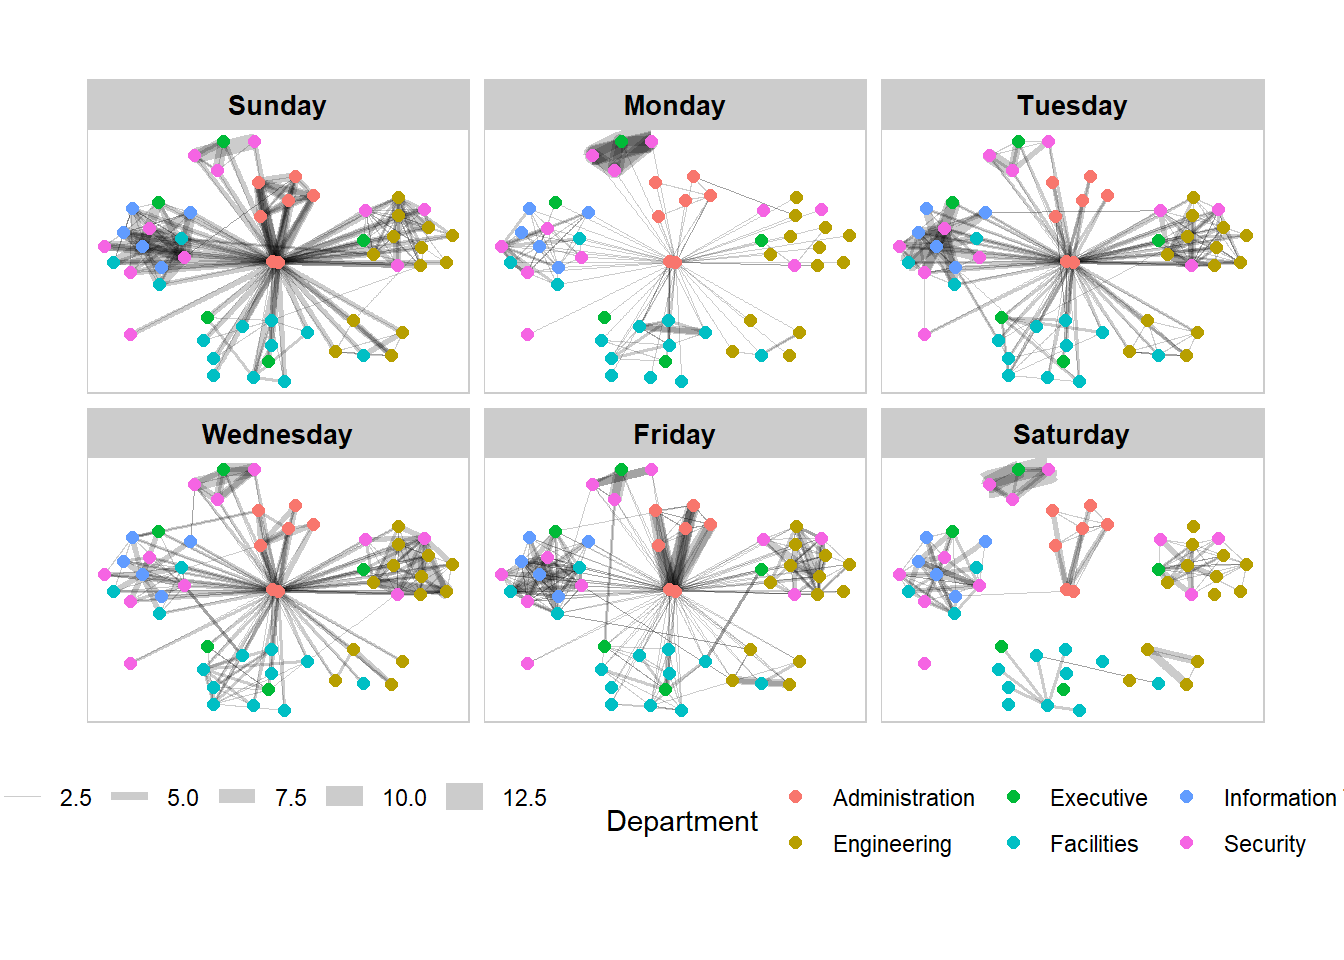 Sunday
Monday
Tuesday
Wednesday
Friday
Saturday
2.5 5.0 7.5 10.0 12.5
Department
Administration Executive Information
Engineering Facilities Security